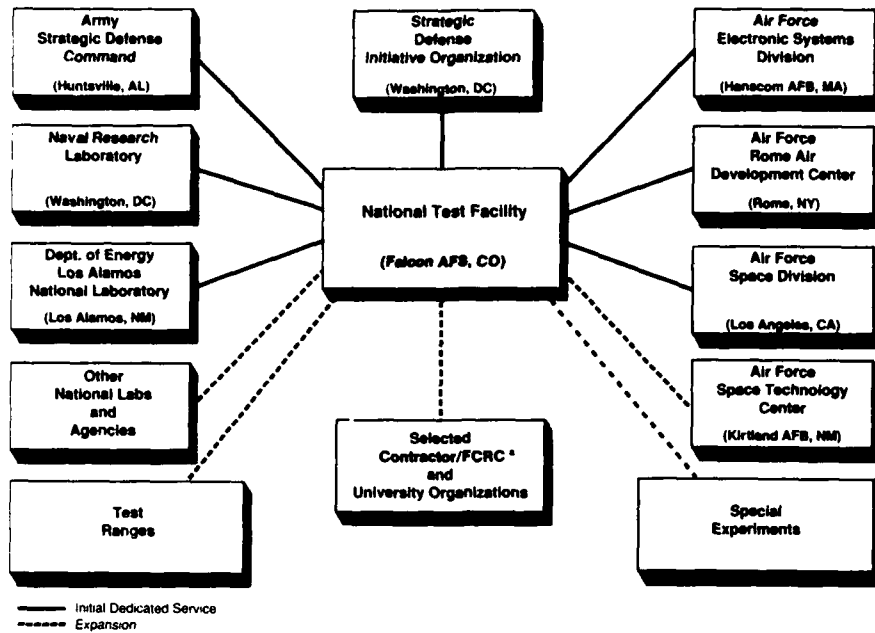 Army
Strategic Defense
Command
(Huntsville, AL)
Strategic
Defense
Initiative Organization
(Washington, DC)
Air Force
Electronic Systems
Division
(Hanscom AFB, MA)
Naval Research
Laboratory
(Washington, DC)
National Test Facility
(Falcon AFS, CO)
Air Force
Rome Air
Development Center
(Rome, NY)
Dept. of Energy
Los Alamos
National Laboratory
(Los Alamos, NM)
Air Force
Space Division
(Los Angeles, CA)
Other
National Labs
and
Agencies
Selected
Contractor/FCRC a
and
University Organizations
Air Force
Space Technology
Center
(Kirtland AFB, NM)
Test
Ranges
Special
Experiments
Initial Dedicated Service
Expansion